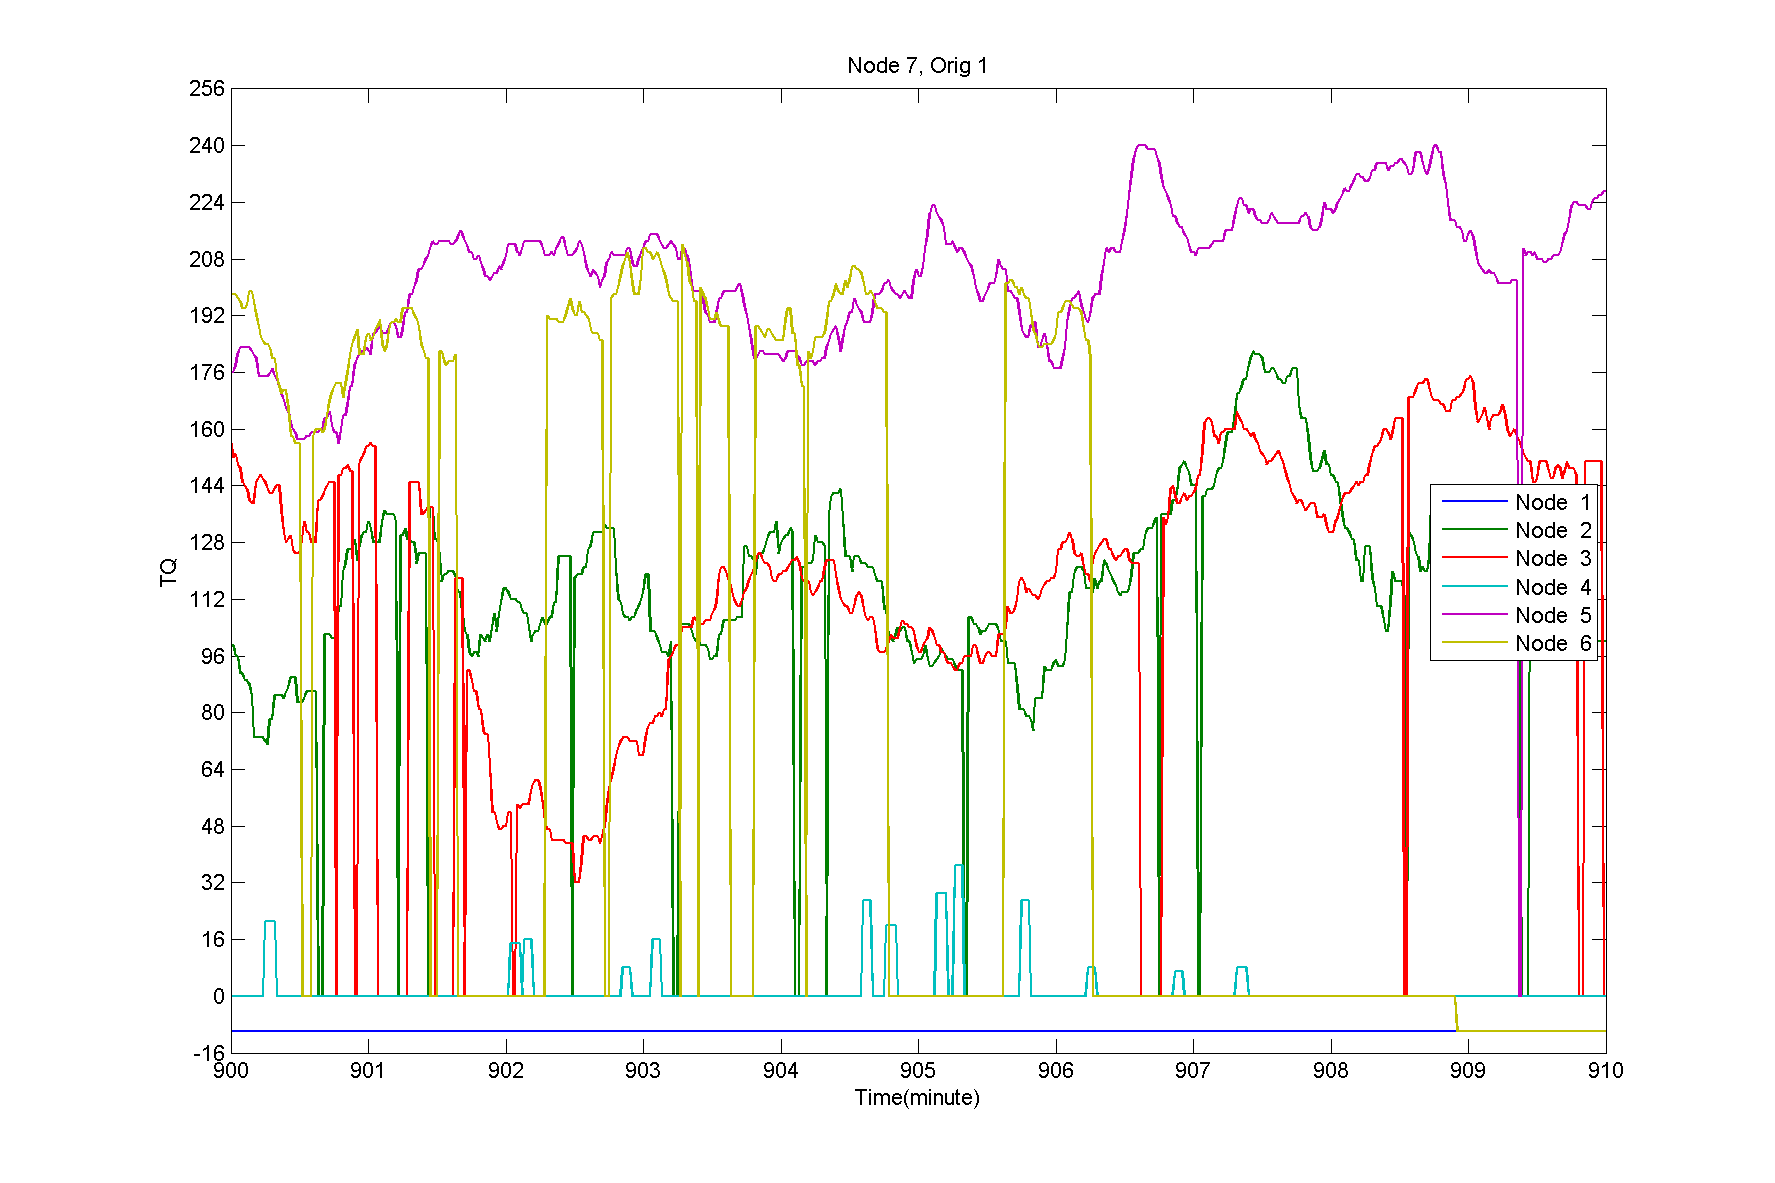 Node 7, Orig 1
256
240
224
208
192
176
160
144
128
112
96
80
64
48
32
16
0
-16
TQ
Node 1
Node 2
Node 3
Node 4
Node 5
Node 6
900 901 902 903 904 905 906 907 908 909 910
Time(minute)